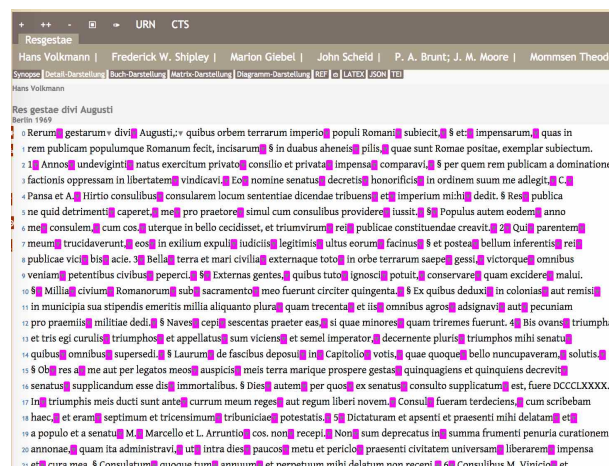 + ++ - URN CTS
Resgestae
Hans Volkmann | Frederick W. Shipley | Marion Giebel | John Scheid | P. A. Brunt; J. M. Moore | Mommsen Theod
Synopse Detail-Darstellung Buch-Darstellung Matrix-Darstellung Diagramm-Darstellung REF LATEX JSON TEI
Hans Volkmann
Res gestae divi Augusti
Berlin 1969
0 Rerum gestarum divi Augusti, quibus orbem terrarum imperio populi Romani subiecit, § et impensarum, quas in
1 rem publicam populumque Romanum fecit, incisarum § in duabus aheneis pilis, quae sunt Romae positae, exemplar subiectum.
2 1 Annos undeviginti natus exercitum privato consilio et privata impensa comparavi, § per quem rem publicam a dominatione
3 factionis oppressam in libertatem vindicavi. Eo nomine senatus decretis honorificis in ordinem suum me adlegit, C.
4 Pansa et A. Hirtio consulibus consularem locum sententiae dicendae tribuens et imperium mihi dedit. § Res publica
5 ne quid detrimenti caperet, me pro praetore simul cum consulibus providere iussit. § Populus autem eodem anno
6 me consulem, cum cos. uterque in bello cecidisset, et triumvirum rei publicae constituendae creavit. 2 Qui parentem
7 meum trucidaverunt, eos in exilium expuli iudiciis legitimis ultus eorum facinus § et postea bellum inferentis rei
8 publicae vici bis acie. 3 Bella terra et mari civilia externaque toto in orbe terrarum saepe gessi, victorque omnibus
9 veniam petentibus civibus peperci. § Externas gentes, quibus tuto ignosci potuit, conservare quam excidere malui.
10 § Millia civium Romanorum sub sacramento meo fuerunt circiter quingenta. § Ex quibus deduxi in colonias aut remisi
11 in municipia sua stipendis emeritis millia aliquanto plura quam trecenta et iis omnibus agros adsignavi aut pecuniam
12 pro praemiis militiae dedi. § Naves cepi sescentas praeter eas, si quae minores quam triremes fuerunt. 4 Bis ovans triumpha
13 et tris egi curulis triumphos et appellatus sum viciens et semel imperator, decernente pluris triumphos mihi senatu
14 quibus omnibus supersedi. § Laurum de fascibus deposui in Capitolio votis, quae quoque bello nuncupaveram, solutis.
15 § Ob res a me aut per legatos meos auspicis meis terra marique prospere gestas quinquagiens et quinquiens decrevit
16 senatus supplicandum esse dis immortalibus. § Dies autem per quos ex senatus consulto supplicatum est, fuere DCCCLXXXX.
17 In triumphis meis ducti sunt ante currum meum reges aut regum liberi novem. Consul fueram terdeciens, cum scribebam
18 haec, et eram septimum et tricensimum tribuniciae potestatis. 5 Dictaturam et apsenti et praesenti mihi delatam et
19 a populo et a senatu M. Marcello et L. Arruntio cos. non recepi. Non sum deprecatus in summa frumenti penuria curationem
20 annonae, quam ita administravi, ut intra dies paucos metu et periclo praesenti civitatem universam liberarem impensa
21 et cura mea. § Consulatum quoque tum annuum et perpetuum mihi delatum non recepi. 6 Consulibus M. Vinicio et